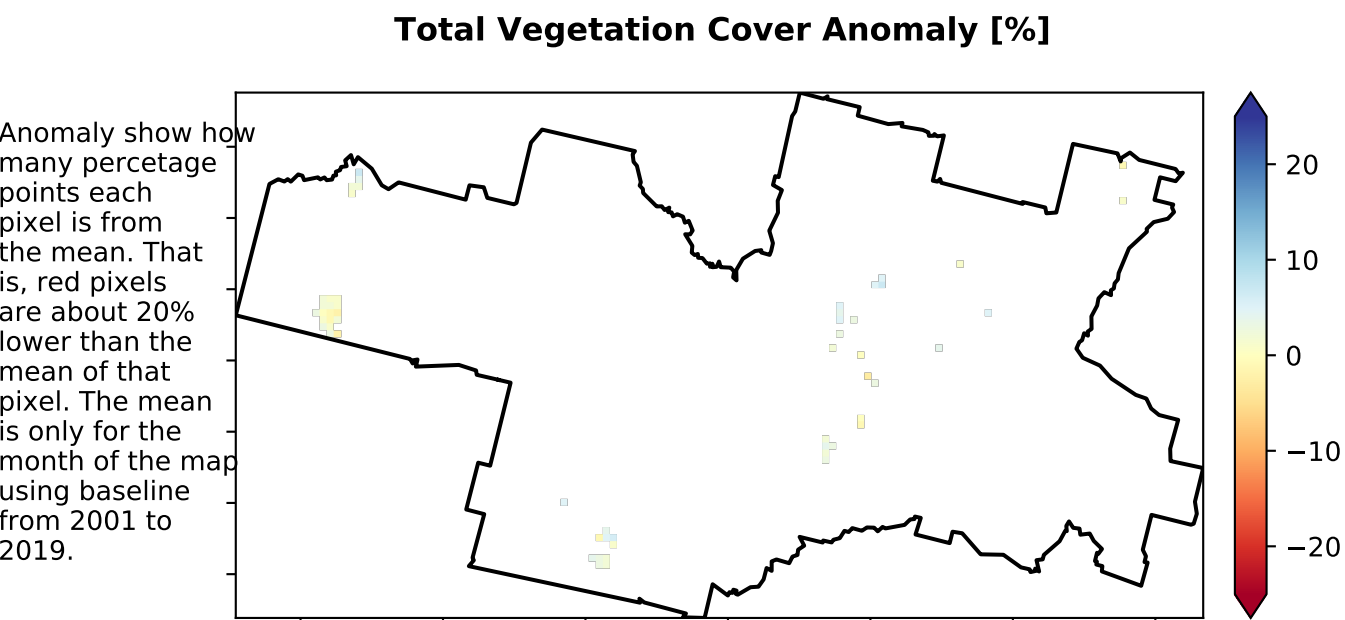 Total Vegetation Cover Anomaly [%]
Anomaly show how
many percetage
points each
pixel is from
the mean. That
is, red pixels
are about 20%
lower than the
mean of that
pixel. The mean
is only for the
month of the map
using baseline
from 2001 to
2019.
20
10
0
−10
−20